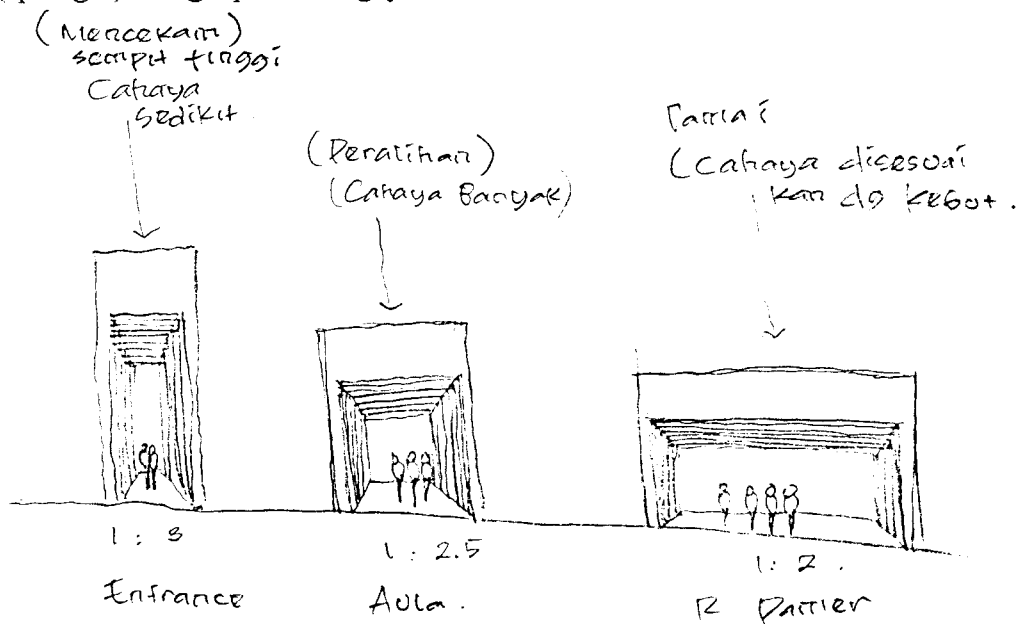 (Mencekam)
sempit tinggi
Cahaya
sedikit
(Peralihan)
(Cahaya Banyak)
Damai
(Cahaya disesuai
kan dg kebut.
1 : 3
1 : 2.5
1 : 2 .
Entrance
Aula .
R Pamer